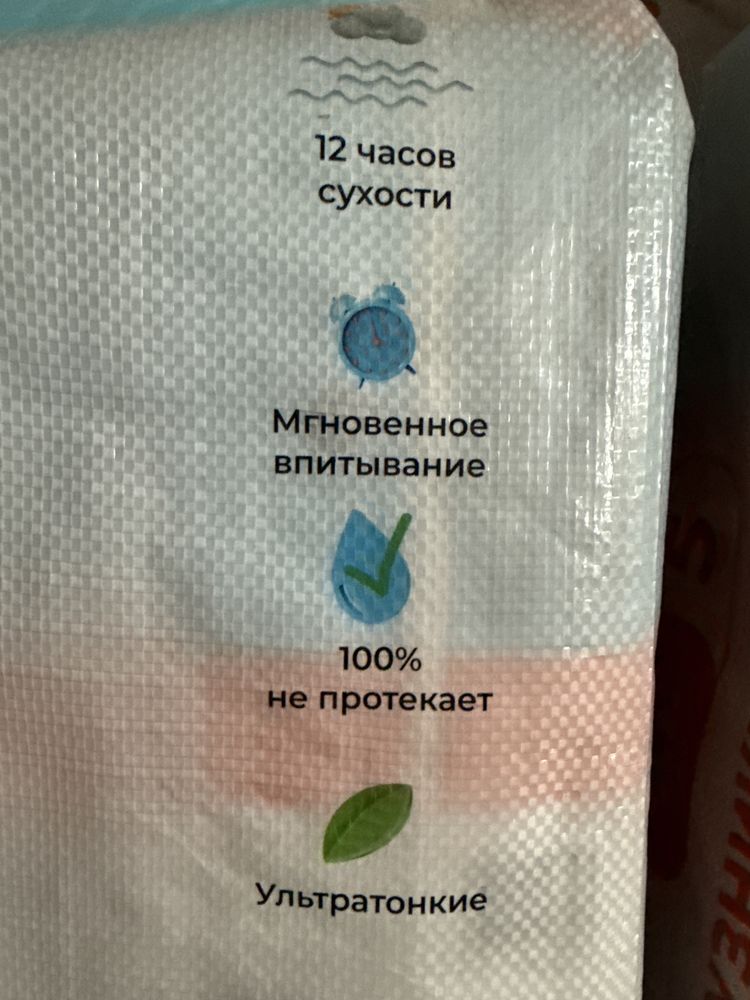 12 часов
сухости
Мгновенное
впитывание
100%
не протекает
Ультратонкие